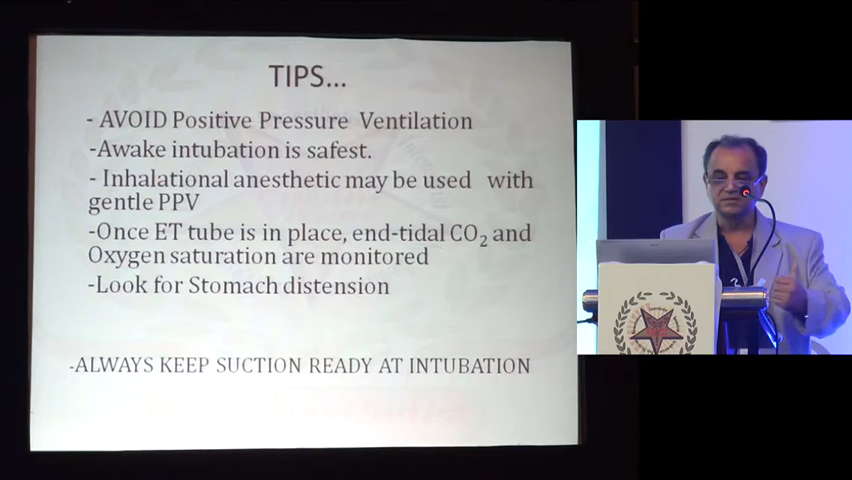 TIPS...
- AVOID Positive Pressure Ventilation
-Awake intubation is safest.
- Inhalational anesthetic may be used with
gentle PPV
-Once ET tube is in place, end-tidal CO₂ and
Oxygen saturation are monitored
-Look for Stomach distension
-ALWAYS KEEP SUCTION READY AT INTUBATION